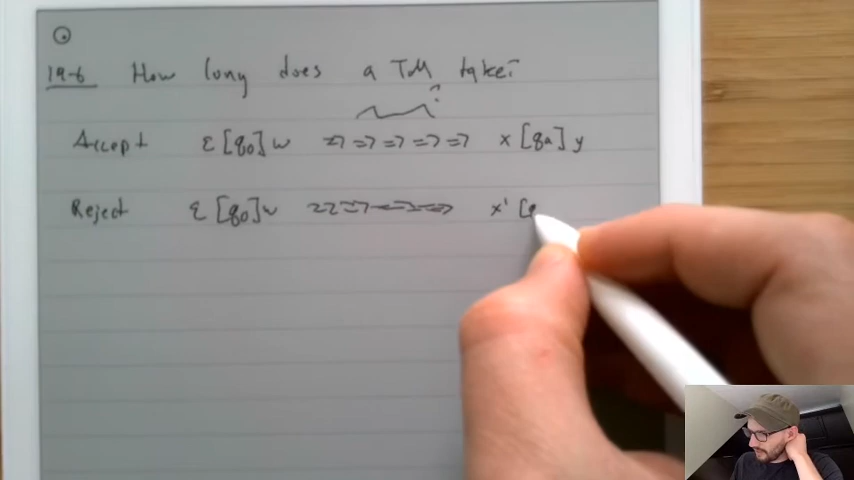 19-6 How long does a TM take?
?
Accept ε [q0] w => => => => => x [qa] y
Reject ε [q0] w x' [q